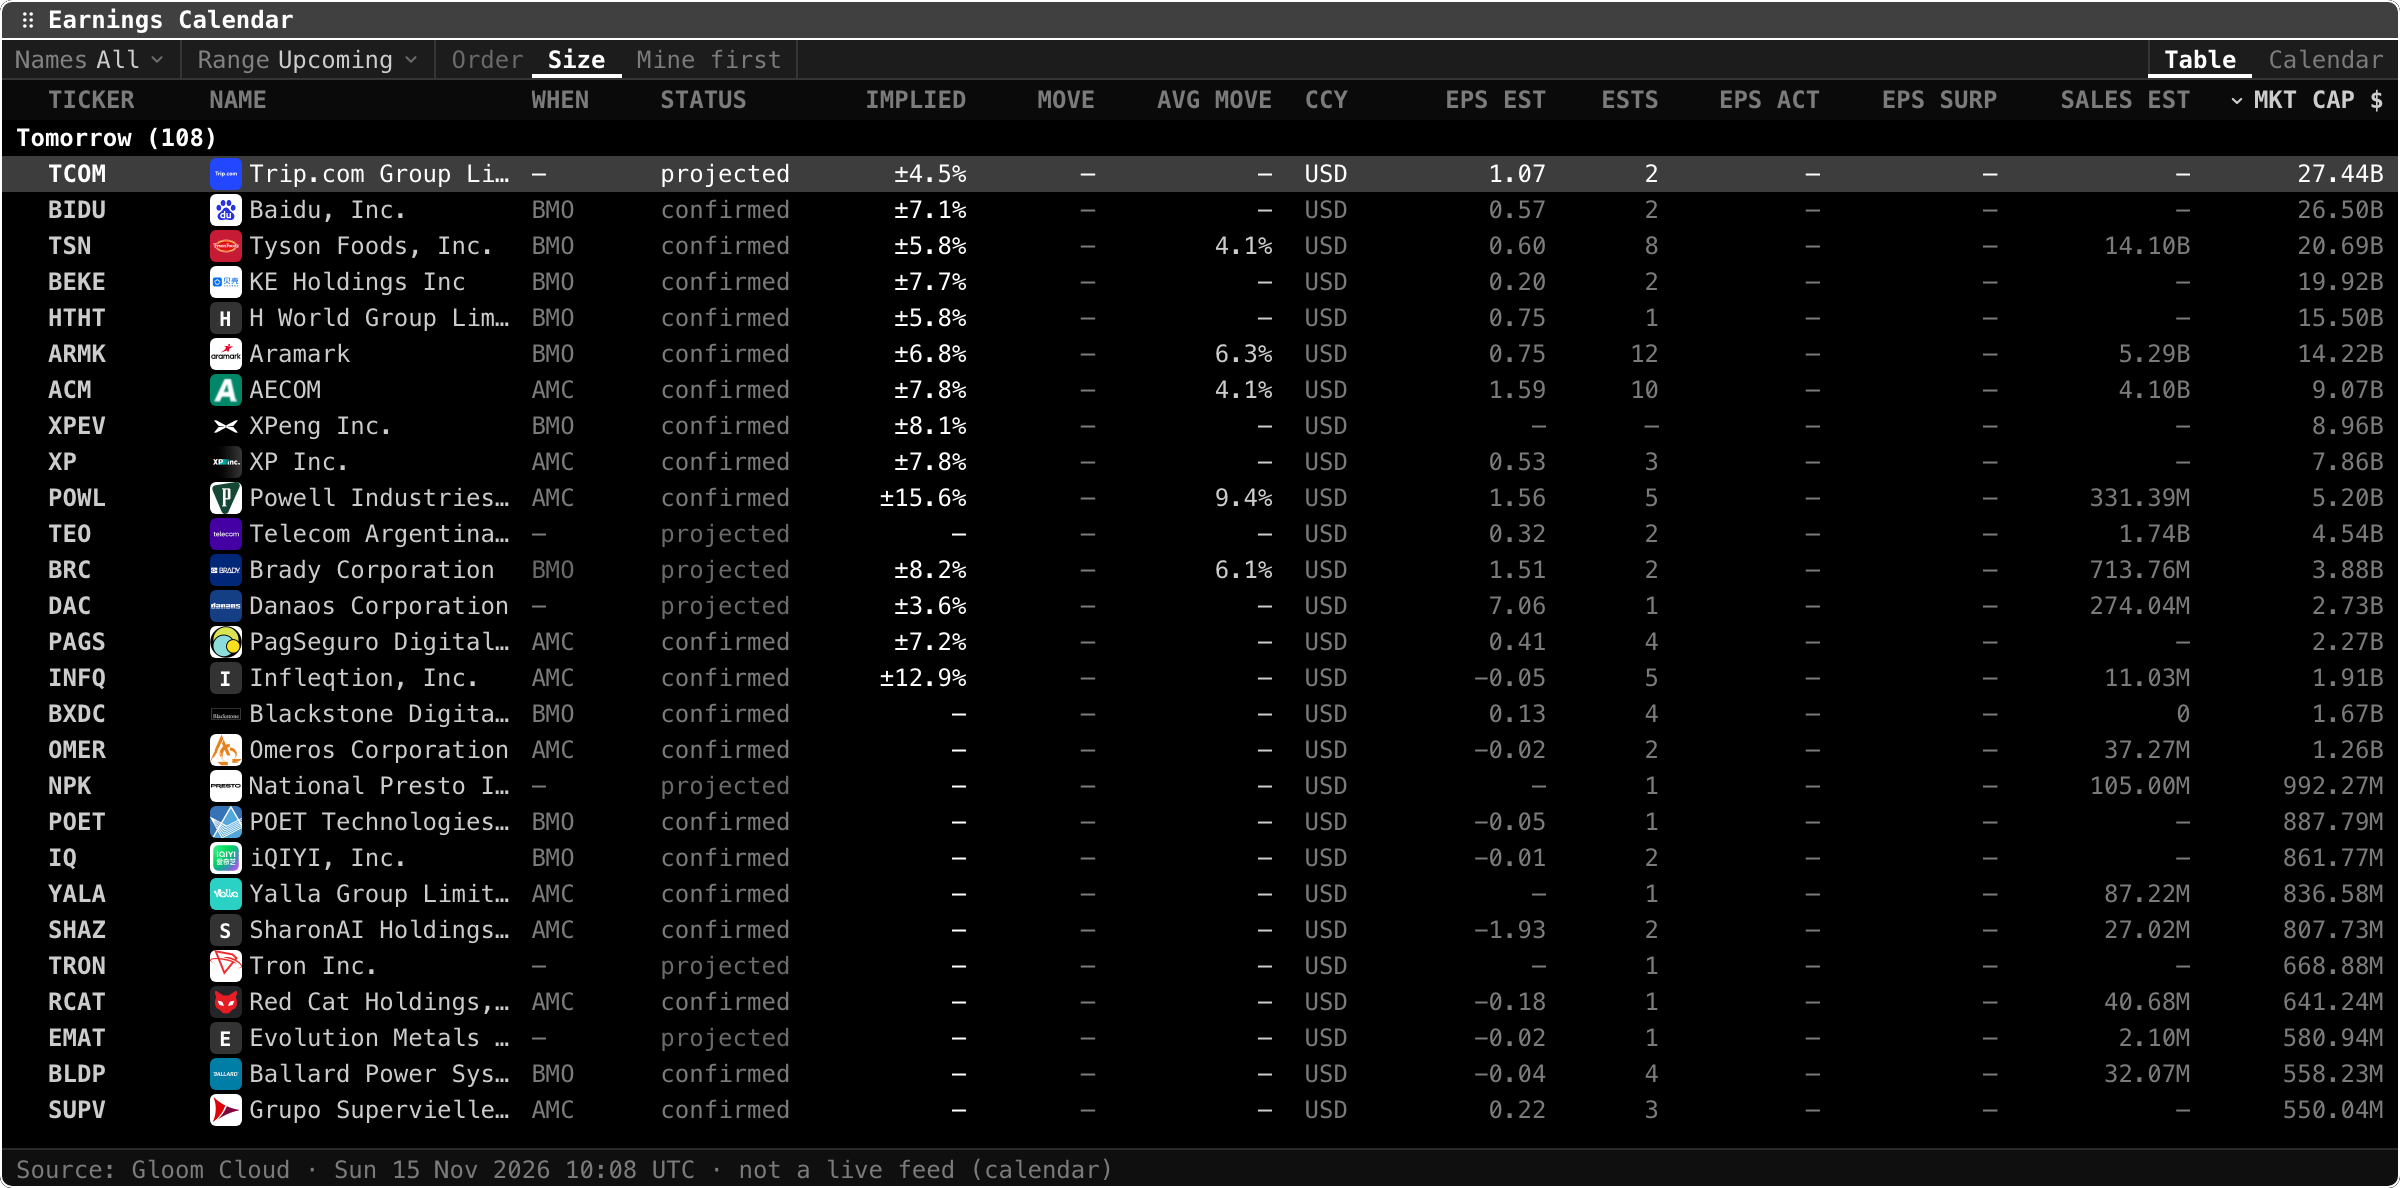 ⠿ Earnings Calendar
Names All Range Upcoming Order Size Mine first Table Calendar
TICKER NAME WHEN STATUS IMPLIED MOVE AVG MOVE CCY EPS EST ESTS EPS ACT EPS SURP SALES EST MKT CAP $
Tomorrow (108)
TCOM Trip.com Trip.com Group Li… — projected ±4.5% — — USD 1.07 2 — — — 27.44B
BIDU du Baidu, Inc. BMO confirmed ±7.1% — — USD 0.57 2 — — — 26.50B
TSN Tyson Foods, Inc. BMO confirmed ±5.8% — 4.1% USD 0.60 8 — — 14.10B 20.69B
BEKE KE Holdings Inc BMO confirmed ±7.7% — — USD 0.20 2 — — — 19.92B
HTHT H H World Group Lim… BMO confirmed ±5.8% — — USD 0.75 1 — — — 15.50B
ARMK aramark Aramark BMO confirmed ±6.8% — 6.3% USD 0.75 12 — — 5.29B 14.22B
ACM A AECOM AMC confirmed ±7.8% — 4.1% USD 1.59 10 — — 4.10B 9.07B
XPEV XPeng Inc. BMO confirmed ±8.1% — — USD — — — — — 8.96B
XP XP inc. XP Inc. AMC confirmed ±7.8% — — USD 0.53 3 — — — 7.86B
POWL P Powell Industries… AMC confirmed ±15.6% — 9.4% USD 1.56 5 — — 331.39M 5.20B
TEO telecom Telecom Argentina… — projected — — — USD 0.32 2 — — 1.74B 4.54B
BRC BRADY Brady Corporation BMO projected ±8.2% — 6.1% USD 1.51 2 — — 713.76M 3.88B
DAC danaos Danaos Corporation — projected ±3.6% — — USD 7.06 1 — — 274.04M 2.73B
PAGS PagSeguro Digital… AMC confirmed ±7.2% — — USD 0.41 4 — — — 2.27B
INFQ I Infleqtion, Inc. AMC confirmed ±12.9% — — USD −0.05 5 — — 11.03M 1.91B
BXDC Blackstone Blackstone Digita… BMO confirmed — — — USD 0.13 4 — — 0 1.67B
OMER Omeros Corporation AMC confirmed — — — USD −0.02 2 — — 37.27M 1.26B
NPK PRESTO National Presto I… — projected — — — USD — 1 — — 105.00M 992.27M
POET POET Technologies… BMO confirmed — — — USD −0.05 1 — — — 887.79M
IQ iQIYI iQIYI, Inc. BMO confirmed — — — USD −0.01 2 — — — 861.77M
YALA Yalla Yalla Group Limit… AMC confirmed — — — USD — 1 — — 87.22M 836.58M
SHAZ S SharonAI Holdings… AMC confirmed — — — USD −1.93 2 — — 27.02M 807.73M
TRON Tron Inc. — projected — — — USD — 1 — — — 668.88M
RCAT Red Cat Holdings,… AMC confirmed — — — USD −0.18 1 — — 40.68M 641.24M
EMAT E Evolution Metals … — projected — — — USD −0.02 1 — — 2.10M 580.94M
BLDP BALLARD Ballard Power Sys… BMO confirmed — — — USD −0.04 4 — — 32.07M 558.23M
SUPV Grupo Supervielle… AMC confirmed — — — USD 0.22 3 — — — 550.04M
Source: Gloom Cloud · Sun 15 Nov 2026 10:08 UTC · not a live feed (calendar)